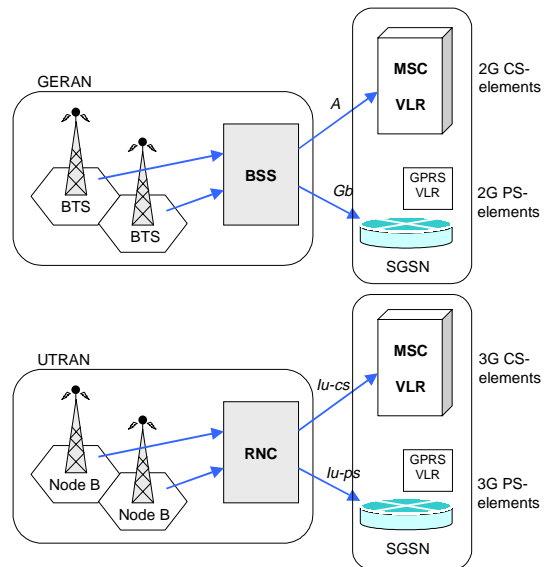 GERAN
A
MSC
VLR
2G CS-
elements
BTS
BTS
BSS
Gb
GPRS
VLR
2G PS-
elements
SGSN
UTRAN
Iu-cs
MSC
VLR
3G CS-
elements
Node B
Node B
RNC
Iu-ps
GPRS
VLR
3G PS-
elements
SGSN